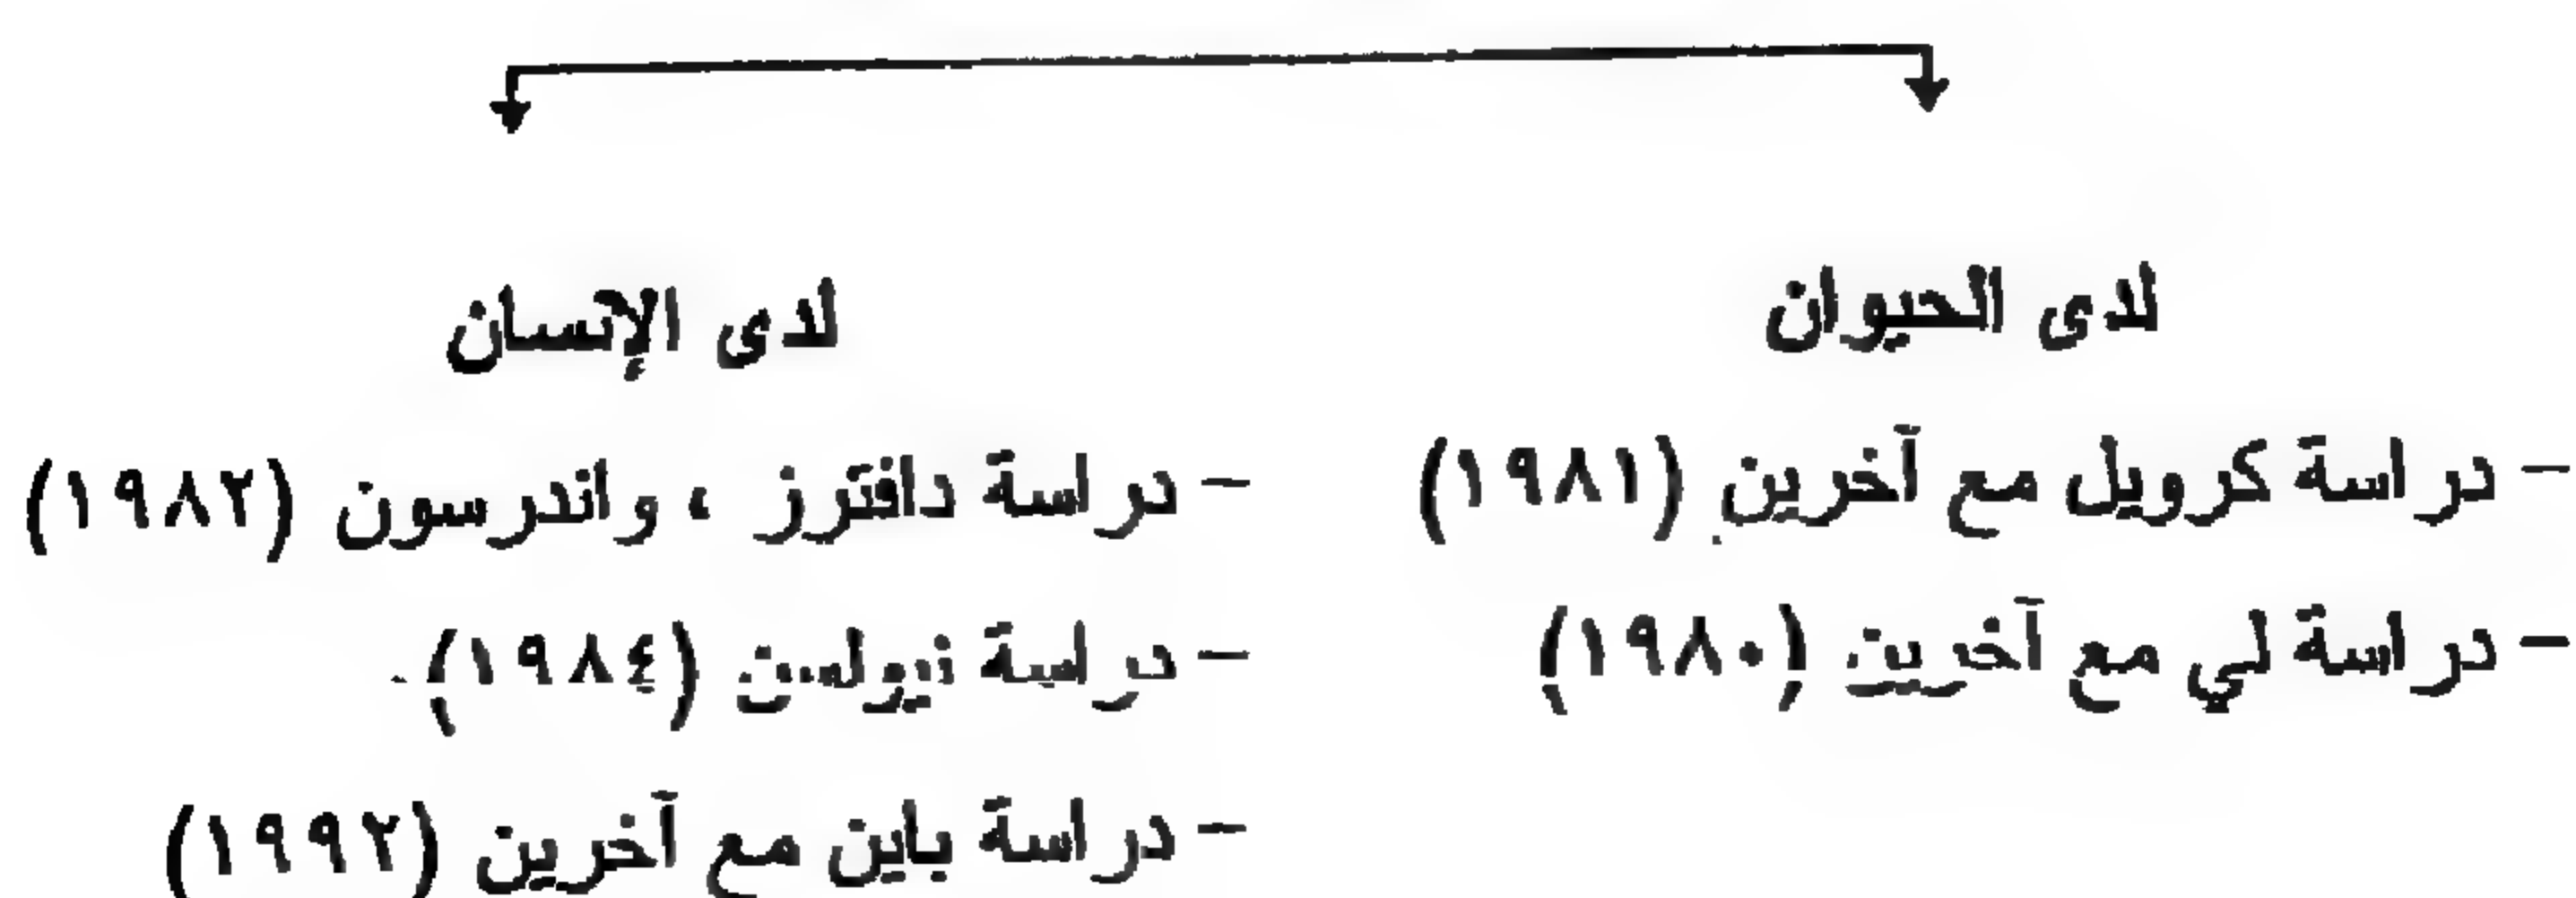 لدى الحيوان
- دراسة كرويل مع آخرين (١٩٨١)
- دراسة لي مع آخرين (١٩٨٠)
لدى الإنسان
- دراسة دافترز ، واندرسون (١٩٨٢)
- دراسة نيولسن (١٩٨٤).
- دراسة باين مع آخرين (١٩٩٢)